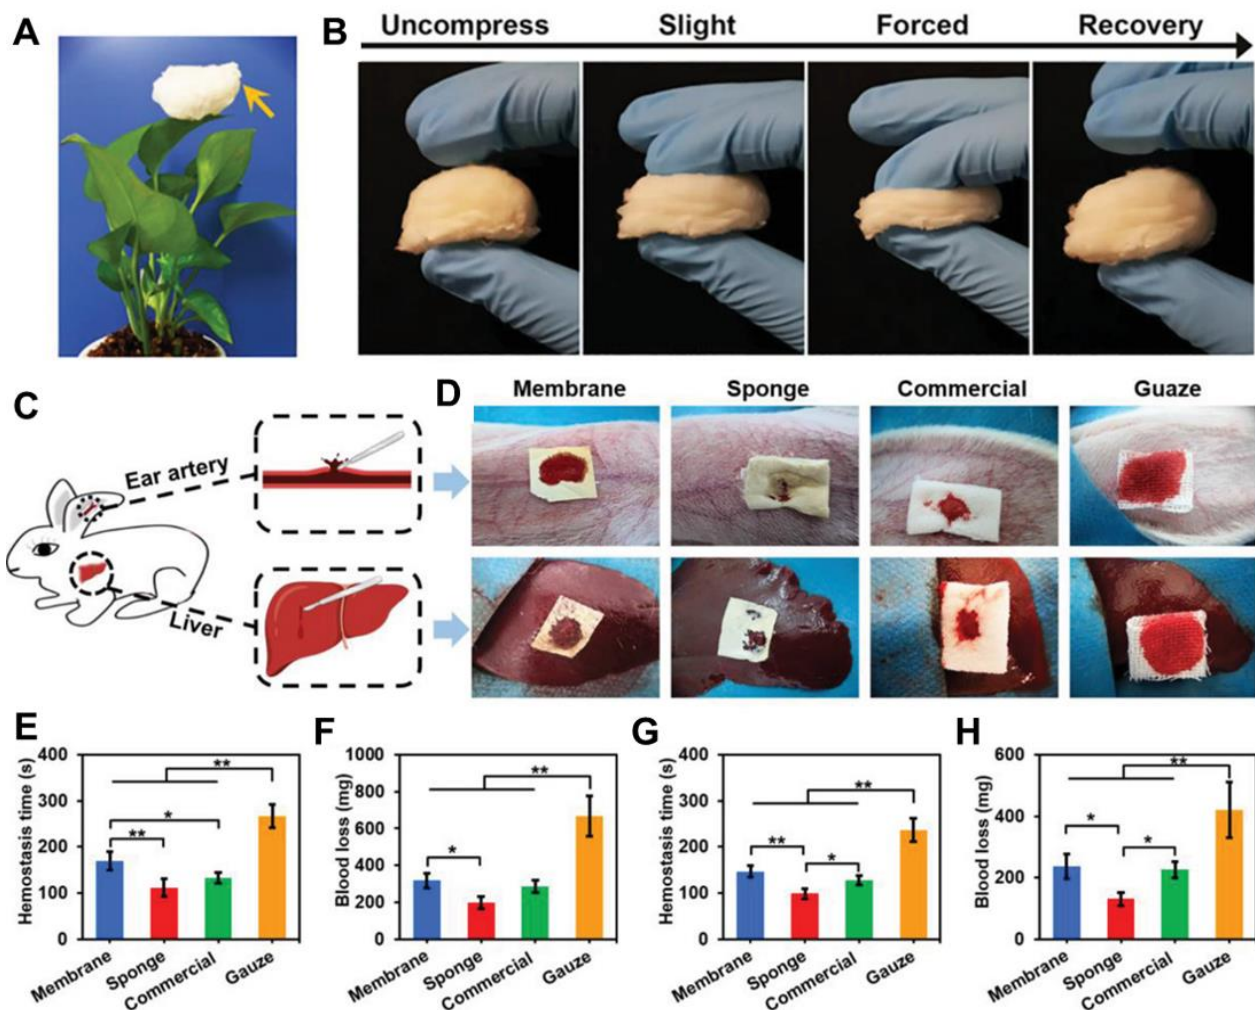 A
B
Uncompress Slight Forced Recovery
C
Ear artery
Liver
D
Membrane Sponge Commercial Guaze
E
Hemostasis time (s)
400
300
200
100
0
**
*
**
Membrane Sponge Commercial Gauze
F
Blood loss (mg)
1000
800
600
400
200
0
**
*
Membrane Sponge Commercial Gauze
G
Hemostasis time (s)
400
300
200
100
0
**
**
*
Membrane Sponge Commercial Gauze
H
Blood loss (mg)
600
400
200
0
**
*
*
Membrane Sponge Commercial Gauze